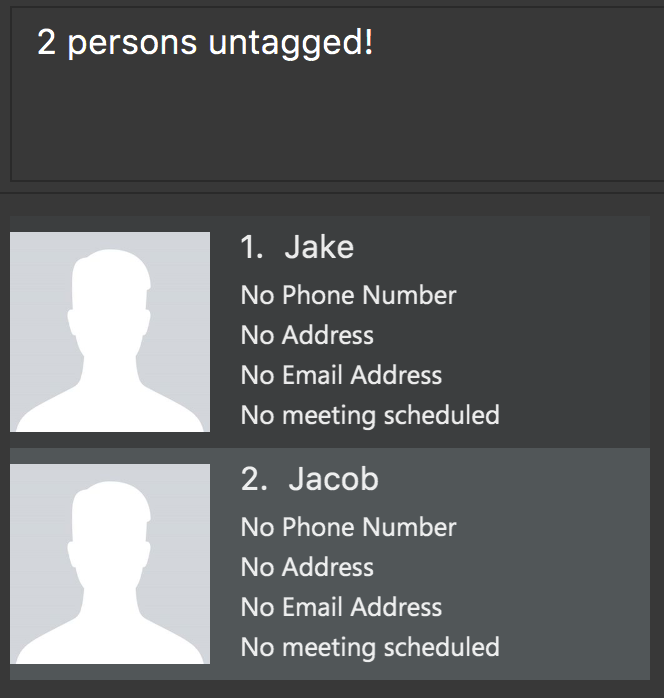 2 persons untagged!
1. Jake
No Phone Number
No Address
No Email Address
No meeting scheduled
2. Jacob
No Phone Number
No Address
No Email Address
No meeting scheduled